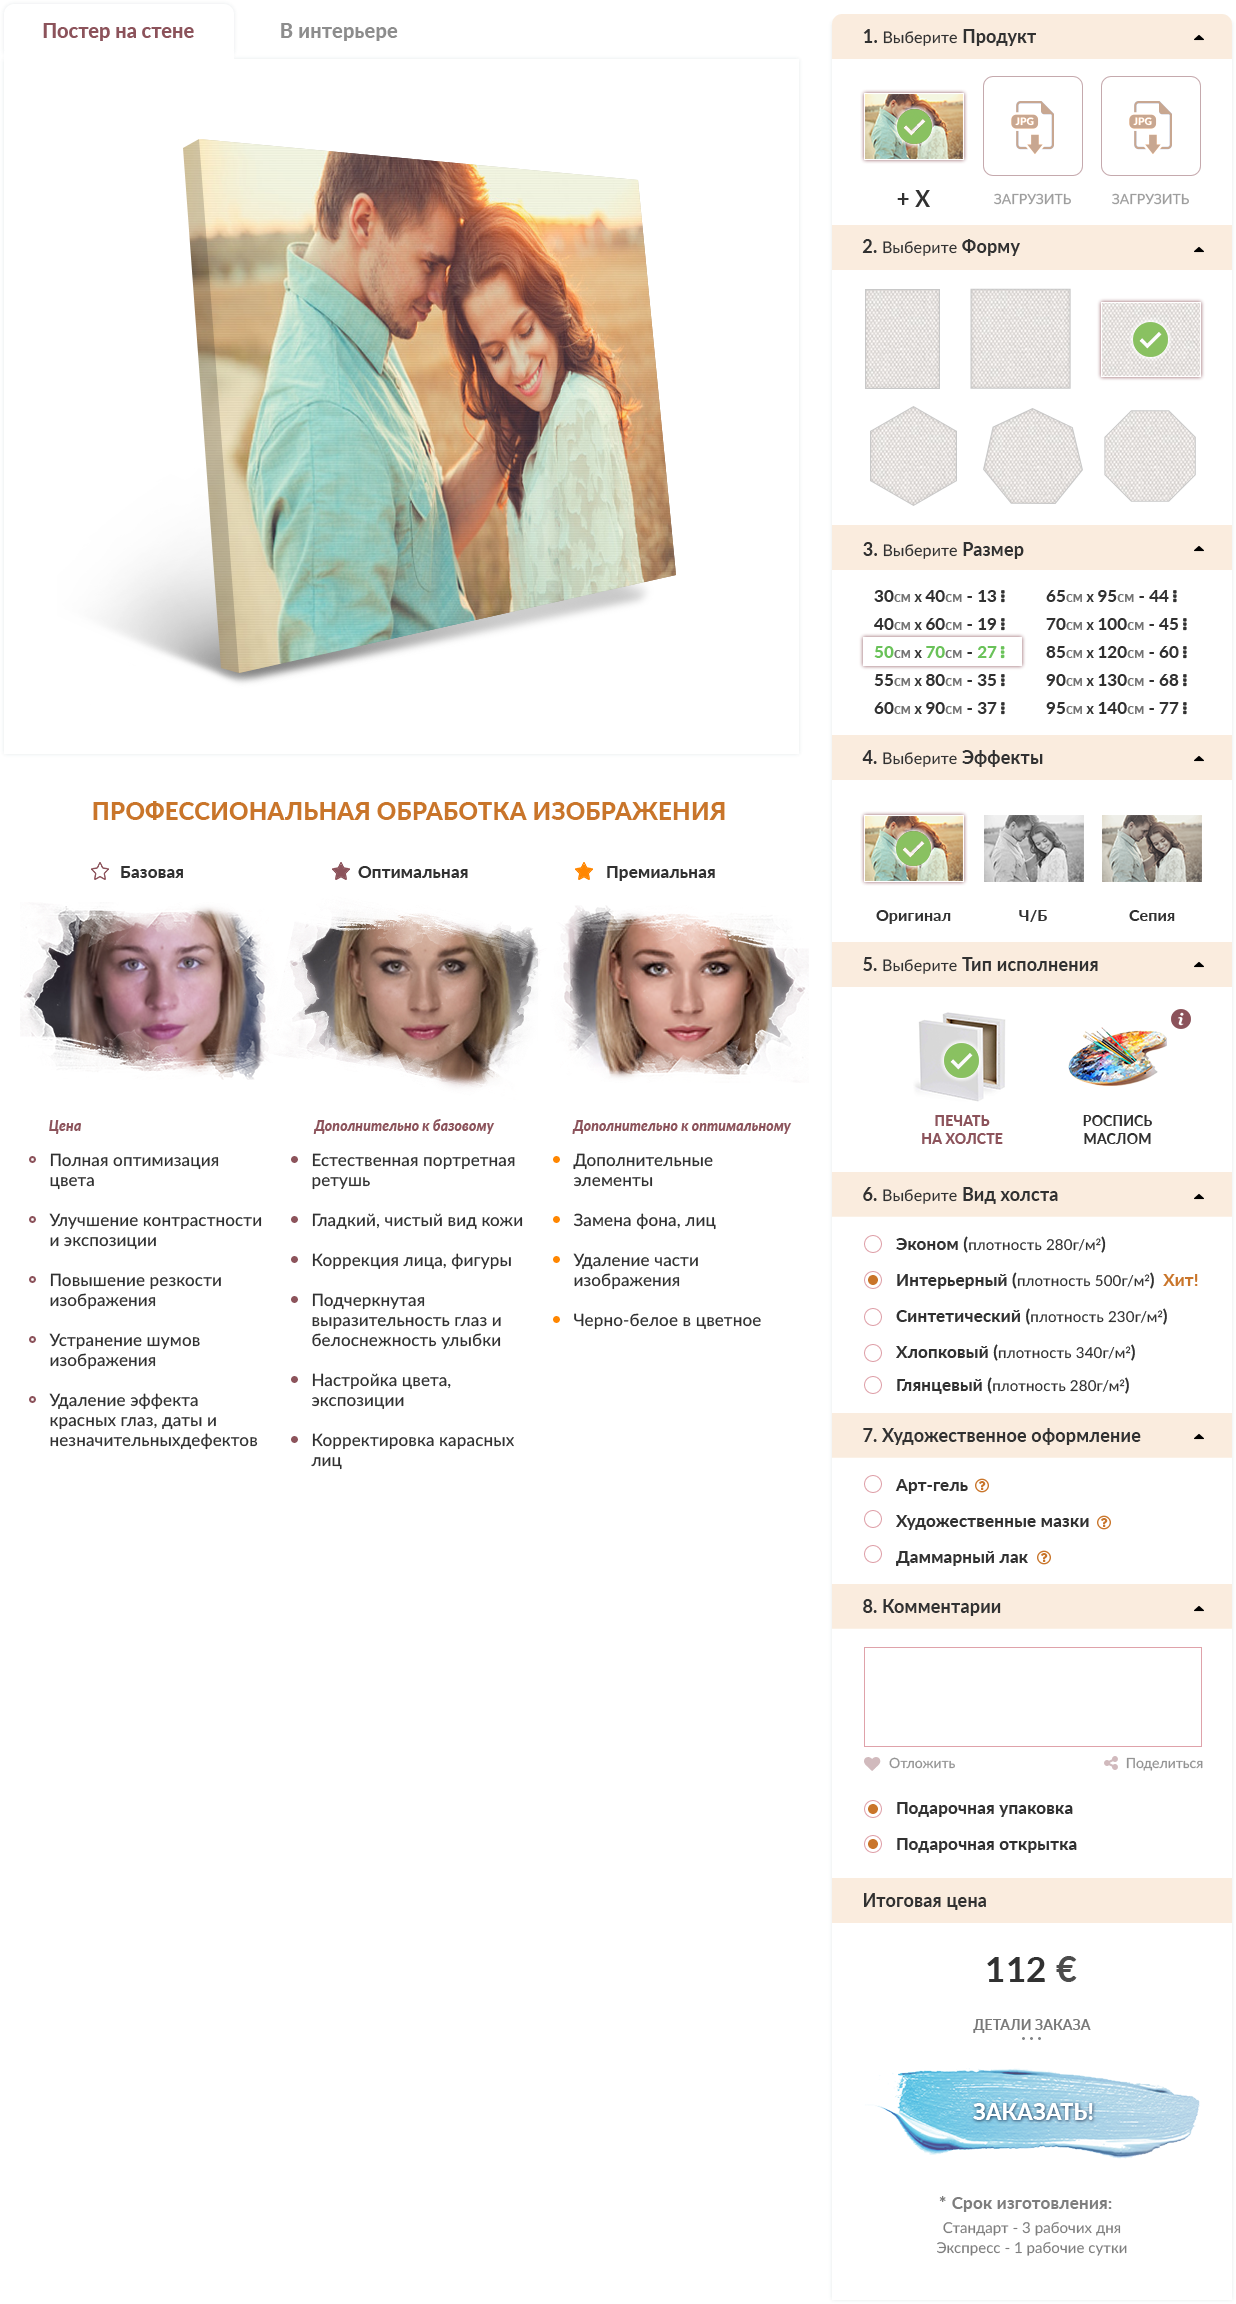 Постер на стене
В интерьере
ПРОФЕССИОНАЛЬНАЯ ОБРАБОТКА ИЗОБРАЖЕНИЯ
Базовая
Цена
Полная оптимизация
цвета
Улучшение контрастности
и экспозиции
Повышение резкости
изображения
Устранение шумов
изображения
Удаление эффекта
красных глаз, даты и
незначительныхдефектов
Оптимальная
Дополнительно к базовому
Естественная портретная
ретушь
Гладкий, чистый вид кожи
Коррекция лица, фигуры
Подчеркнутая
выразительность глаз и
белоснежность улыбки
Настройка цвета,
экспозиции
Корректировка карасных
лиц
Премиальная
Дополнительно к оптимальному
Дополнительные
элементы
Замена фона, лиц
Удаление части
изображения
Черно-белое в цветное
1. Выберите Продукт
JPG
JPG
+ X
ЗАГРУЗИТЬ
ЗАГРУЗИТЬ
2. Выберите Форму
3. Выберите Размер
30см x 40см - 13
40см x 60см - 19
50см x 70см - 27
55см x 80см - 35
60см x 90см - 37
65см x 95см - 44
70см x 100см - 45
85см x 120см - 60
90см x 130см - 68
95см x 140см - 77
4. Выберите Эффекты
Оригинал
Ч/Б
Сепия
5. Выберите Тип исполнения
i
ПЕЧАТЬ
НА ХОЛСТЕ
РОСПИСЬ
МАСЛОМ
6. Выберите Вид холста
Эконом (плотность 280г/м²)
Интерьерный (плотность 500г/м²) Хит!
Синтетический (плотность 230г/м²)
Хлопковый (плотность 340г/м²)
Глянцевый (плотность 280г/м²)
7. Художественное оформление
Арт-гель ?
Художественные мазки ?
Даммарный лак ?
8. Комментарии
Отложить
Поделиться
Подарочная упаковка
Подарочная открытка
Итоговая цена
112 €
ДЕТАЛИ ЗАКАЗА
...
ЗАКАЗАТЬ!
* Срок изготовления:
Стандарт - 3 рабочих дня
Экспресс - 1 рабочие сутки